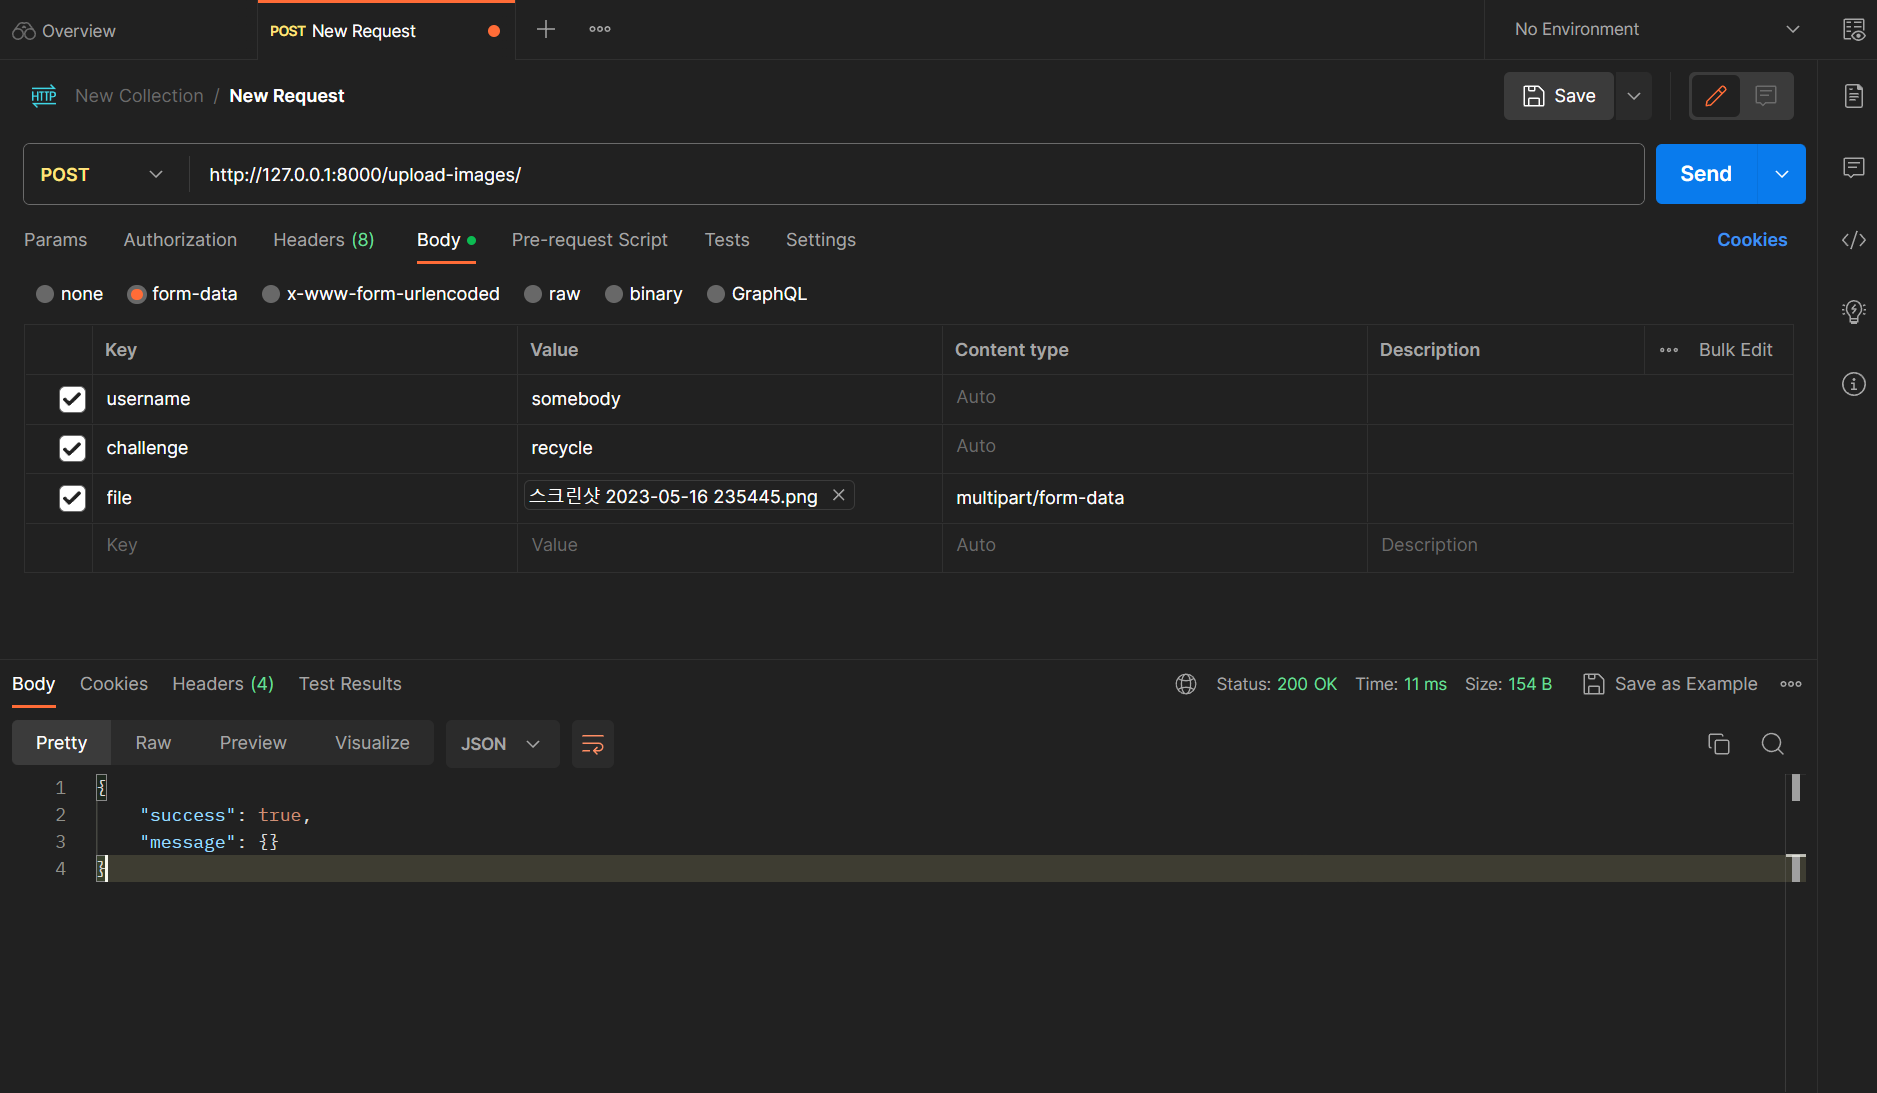 Overview
POST New Request
No Environment
HTTP New Collection / New Request
Save
POST http://127.0.0.1:8000/upload-images/
Send
Params Authorization Headers (8) Body Pre-request Script Tests Settings
Cookies
none form-data x-www-form-urlencoded raw binary GraphQL
Key Value Content type Description Bulk Edit
username somebody Auto
challenge recycle Auto
file 스크린샷 2023-05-16 235445.png multipart/form-data
Key Value Auto Description
Body Cookies Headers (4) Test Results
Status: 200 OK Time: 11 ms Size: 154 B Save as Example
Pretty Raw Preview Visualize JSON
1 {
2 "success": true,
3 "message": {}
4 }